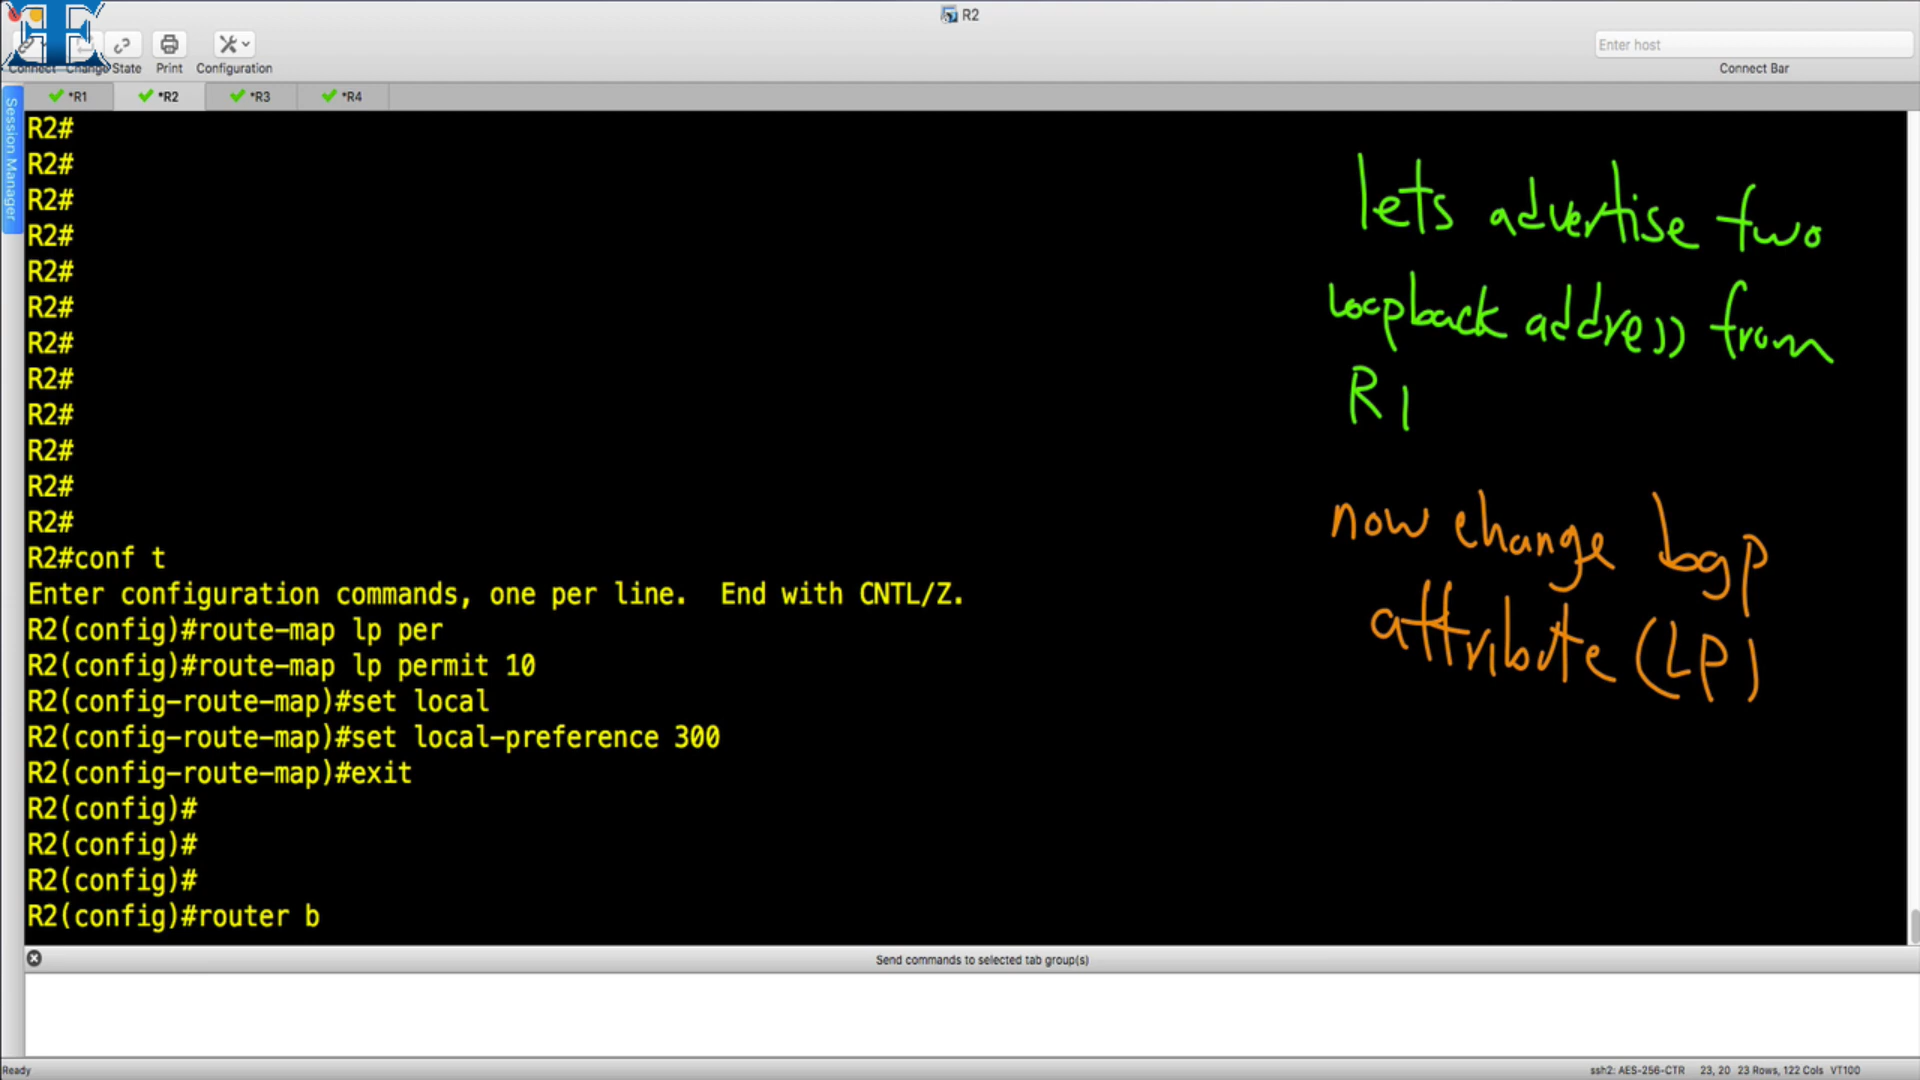 R2
Connect
Change State
Print
Configuration
Enter host
Connect Bar
Session Manager
*R1
*R2
*R3
*R4
R2#
R2#
R2#
R2#
R2#
R2#
R2#
R2#
R2#
R2#
R2#
R2#
R2#conf t
Enter configuration commands, one per line.  End with CNTL/Z.
R2(config)#route-map lp per
R2(config)#route-map lp permit 10
R2(config-route-map)#set local
R2(config-route-map)#set local-preference 300
R2(config-route-map)#exit
R2(config)#
R2(config)#
R2(config)#
R2(config)#router b
lets advertise two
loopback address from
R1
now change bgp
attribute (LP)
Send commands to selected tab group(s)
Ready
ssh2: AES-256-CTR 23, 20 23 Rows, 122 Cols VT100